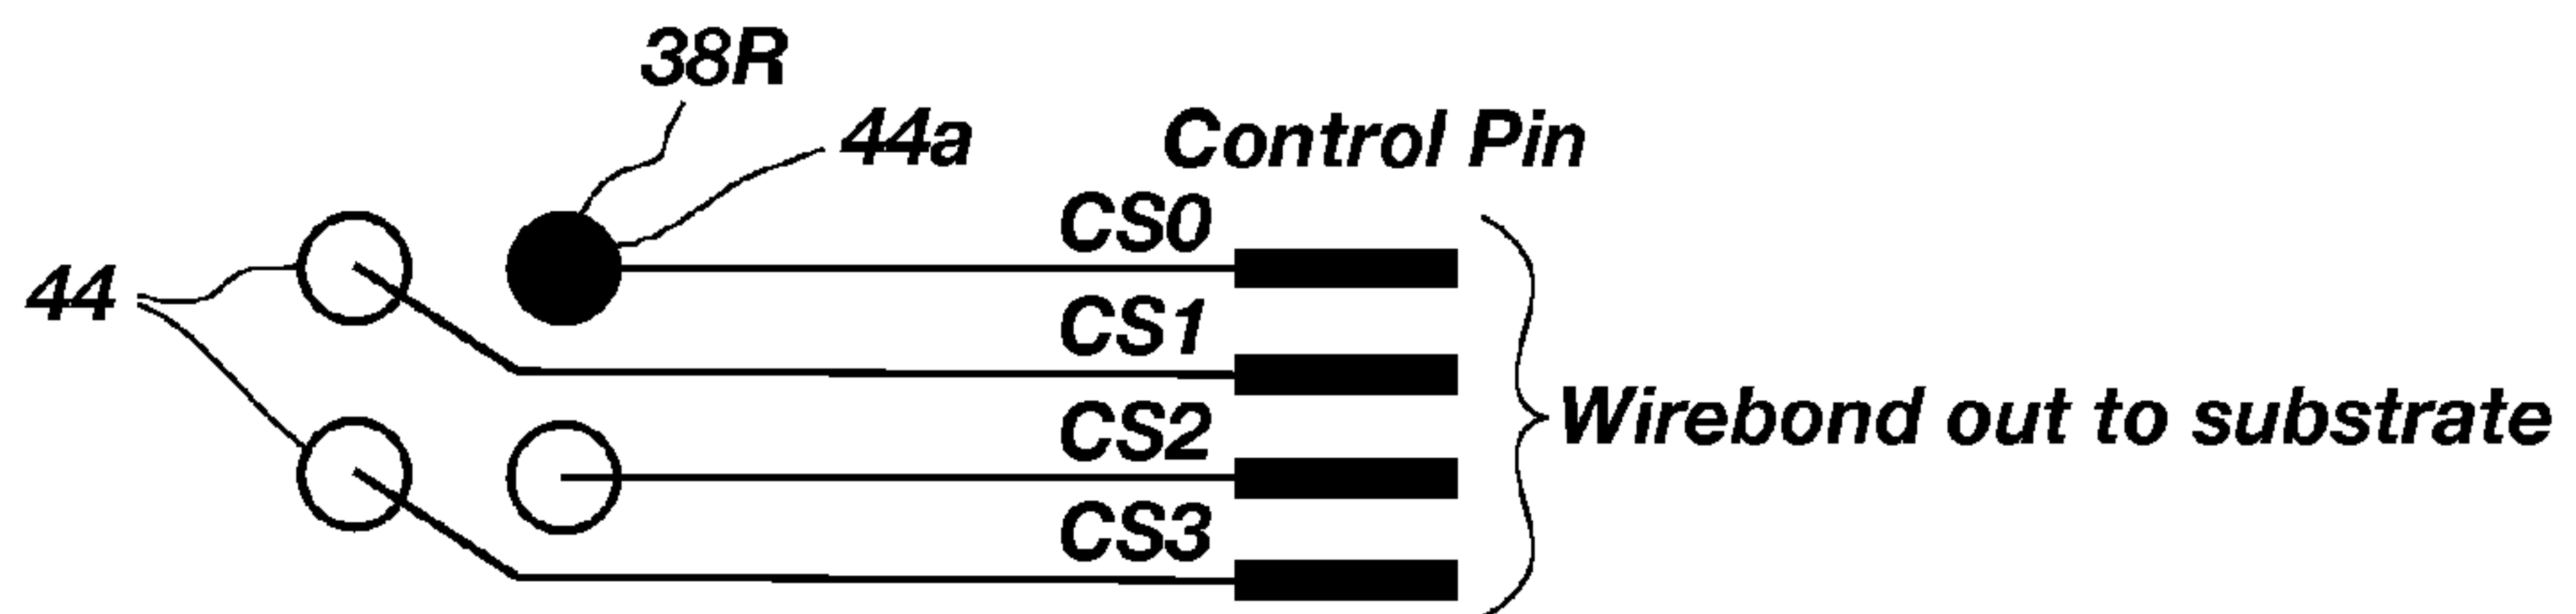 38R
44a
Control Pin
CS0
44
CS1
CS2
Wirebond out to substrate
CS3